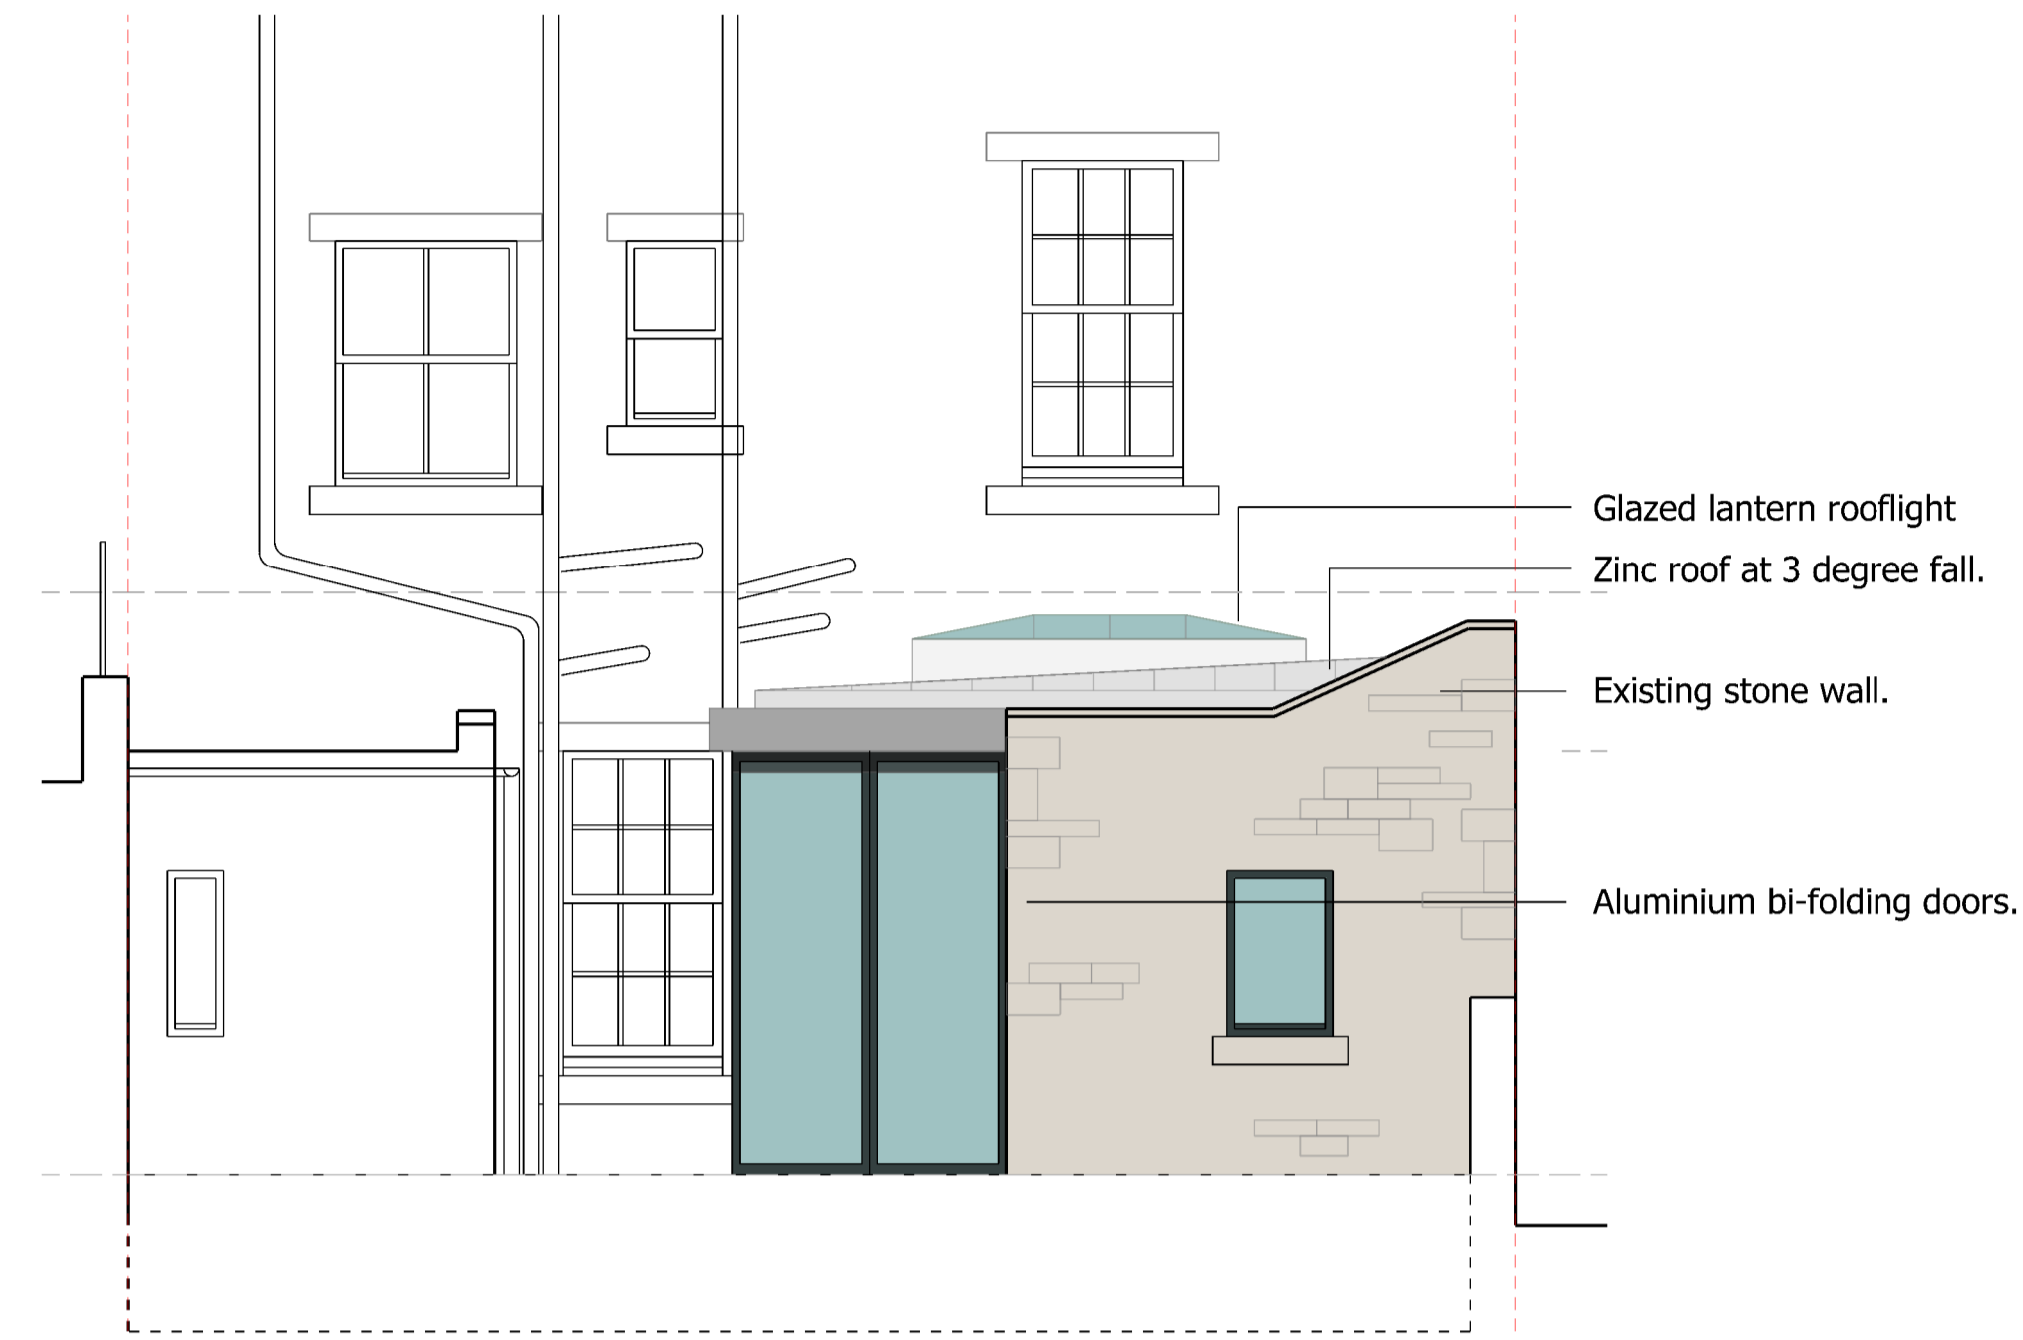 Glazed lantern rooflight
Zinc roof at 3 degree fall.
Existing stone wall.
Aluminium bi-folding doors.